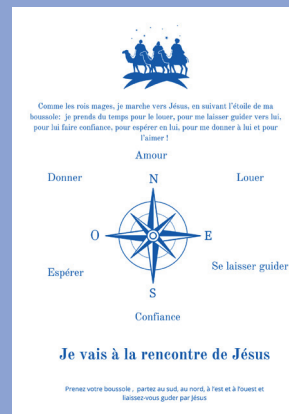 Comme les rois mages, je marche vers Jésus, en suivant l'étoile de ma
boussole: je prends du temps pour le louer, pour me laisser guider vers lui,
pour lui faire confiance, pour espérer en lui, pour me donner à lui et pour
l'aimer !
Amour
Donner
N
Louer
O
E
Espérer
Se laisser guider
S
Confiance
Je vais à la rencontre de Jésus
Prenez votre boussole , partez au sud, au nord, à l'est et à l'ouest et
llaissez-vous guder par Jésus